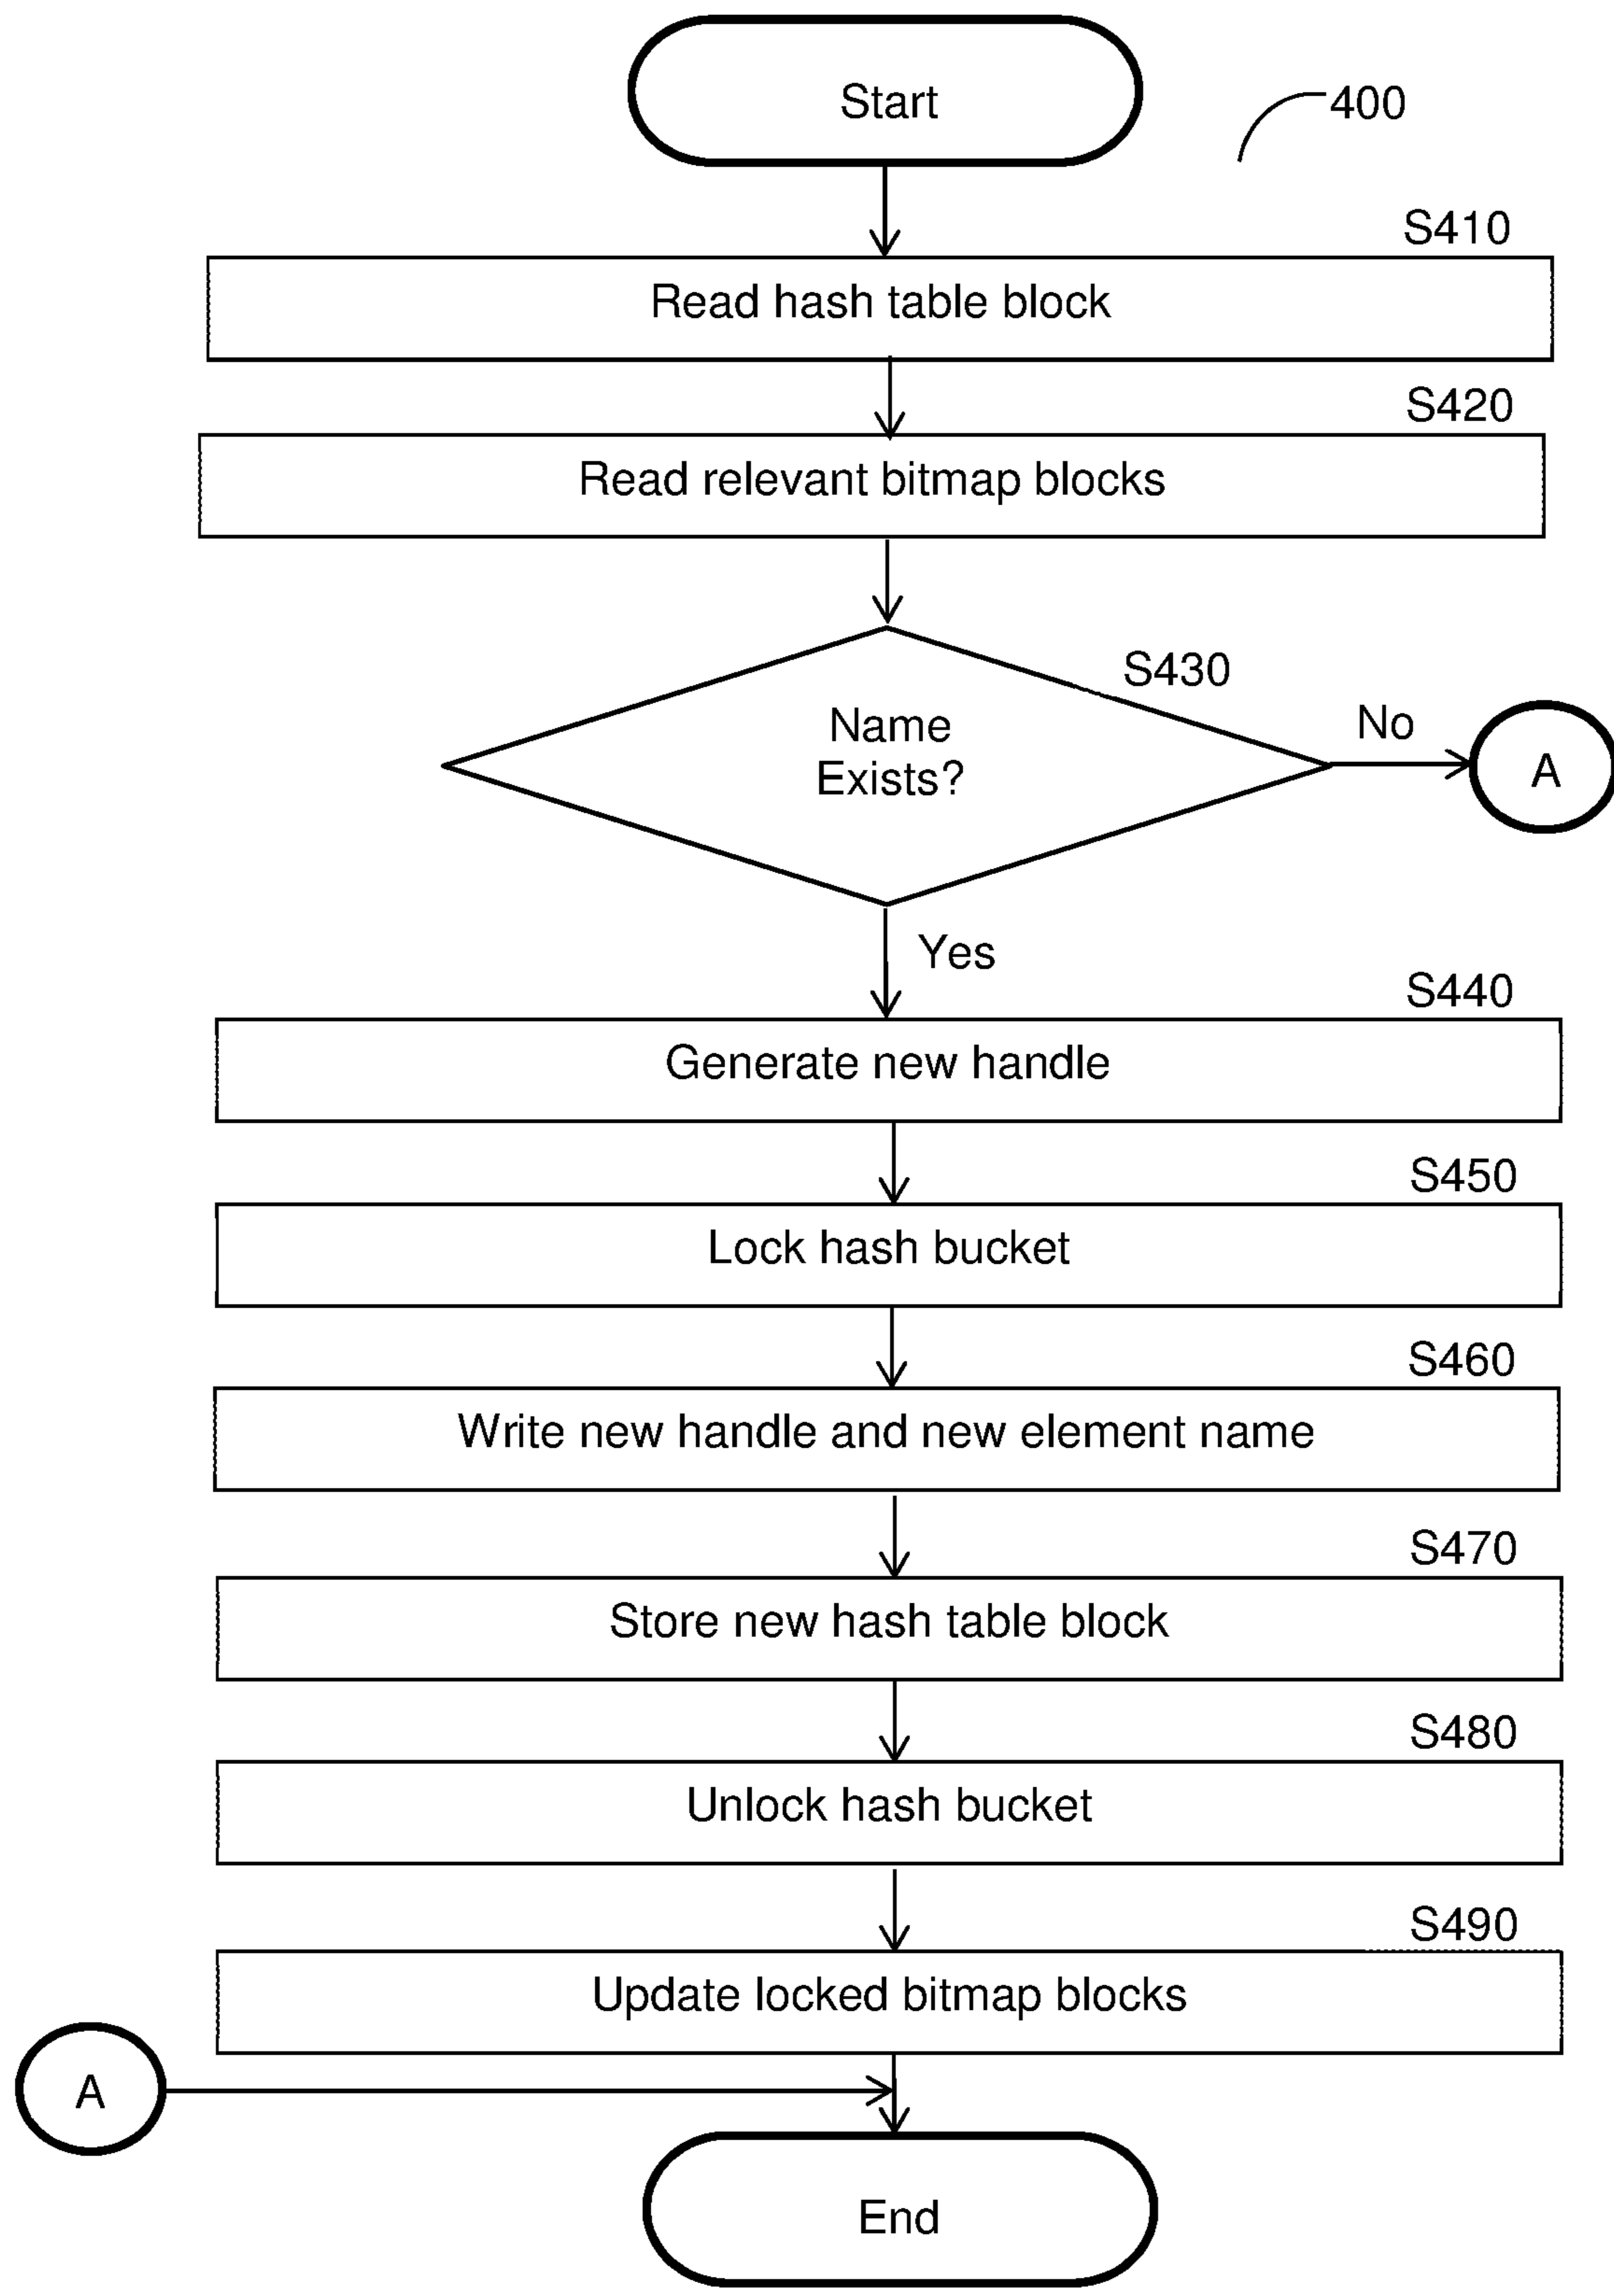 Start
400
S410
Read hash table block
S420
Read relevant bitmap blocks
S430
Name
Exists?
No
A
Yes
S440
Generate new handle
S450
Lock hash bucket
S460
Write new handle and new element name
S470
Store new hash table block
S480
Unlock hash bucket
S490
Update locked bitmap blocks
A
End